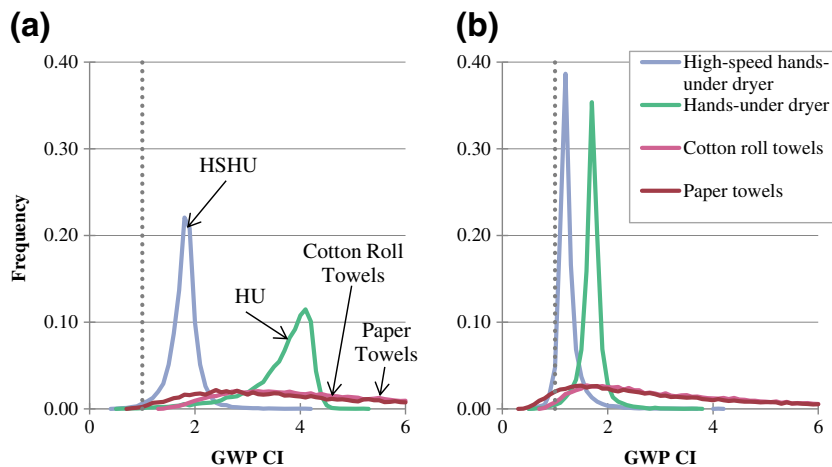 (a)
(b)
0.40
0.30
0.20
0.10
0.00
Frequency
HSHU
HU
Cotton Roll
Towels
Paper
Towels
0 2 4 6
GWP CI
0.40
0.30
0.20
0.10
0.00
High-speed hands-
under dryer
Hands-under dryer
Cotton roll towels
Paper towels
0 2 4 6
GWP CI